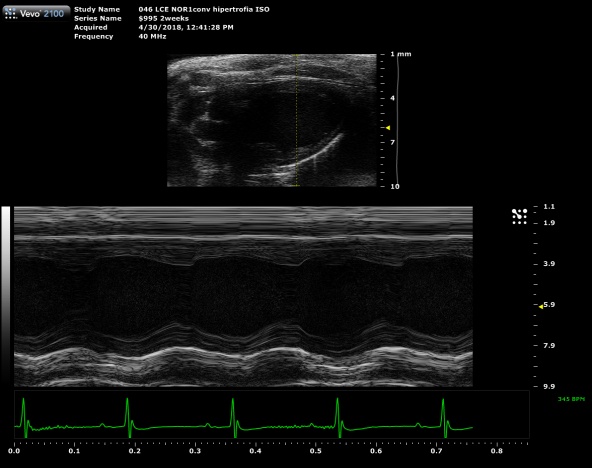 Vevo 2100
Study Name 046 LCE NOR1conv hipertrofia ISO
Series Name S995 2weeks
Acquired 4/30/2018, 12:41:28 PM
Frequency 40 MHz
1 mm
4
7
10
1.1
1.9
3.9
5.9
7.9
9.9
345 BPM
0.0 0.1 0.2 0.3 0.4 0.5 0.6 0.7 0.8